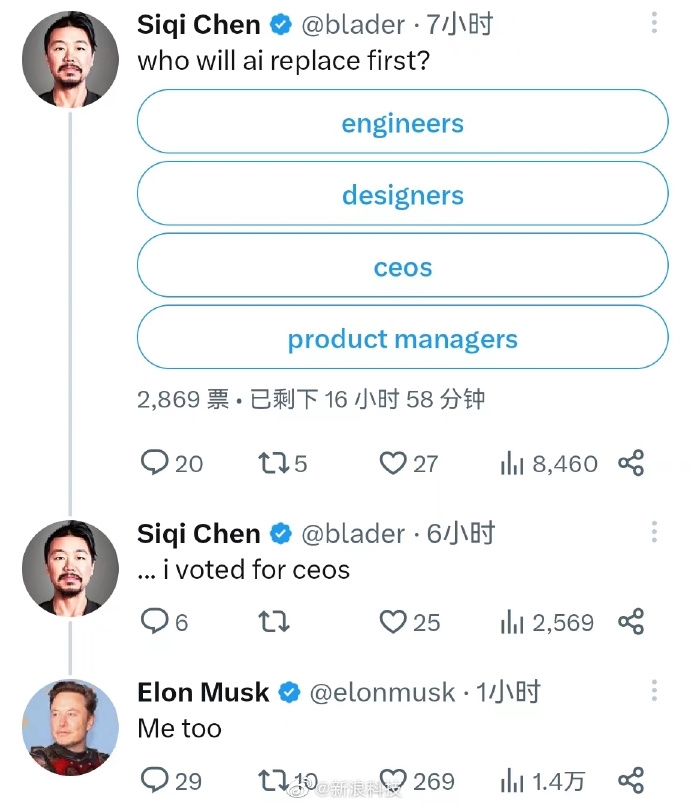 Siqi Chen @blader · 7小时
who will ai replace first?
engineers
designers
ceos
product managers
2,869 票 • 已剩下 16 小时 58 分钟
20 5 27 8,460
Siqi Chen @blader · 6小时
... i voted for ceos
6 25 2,569
Elon Musk @elonmusk · 1小时
Me too
29 10 269 1.4万
@新浪科技